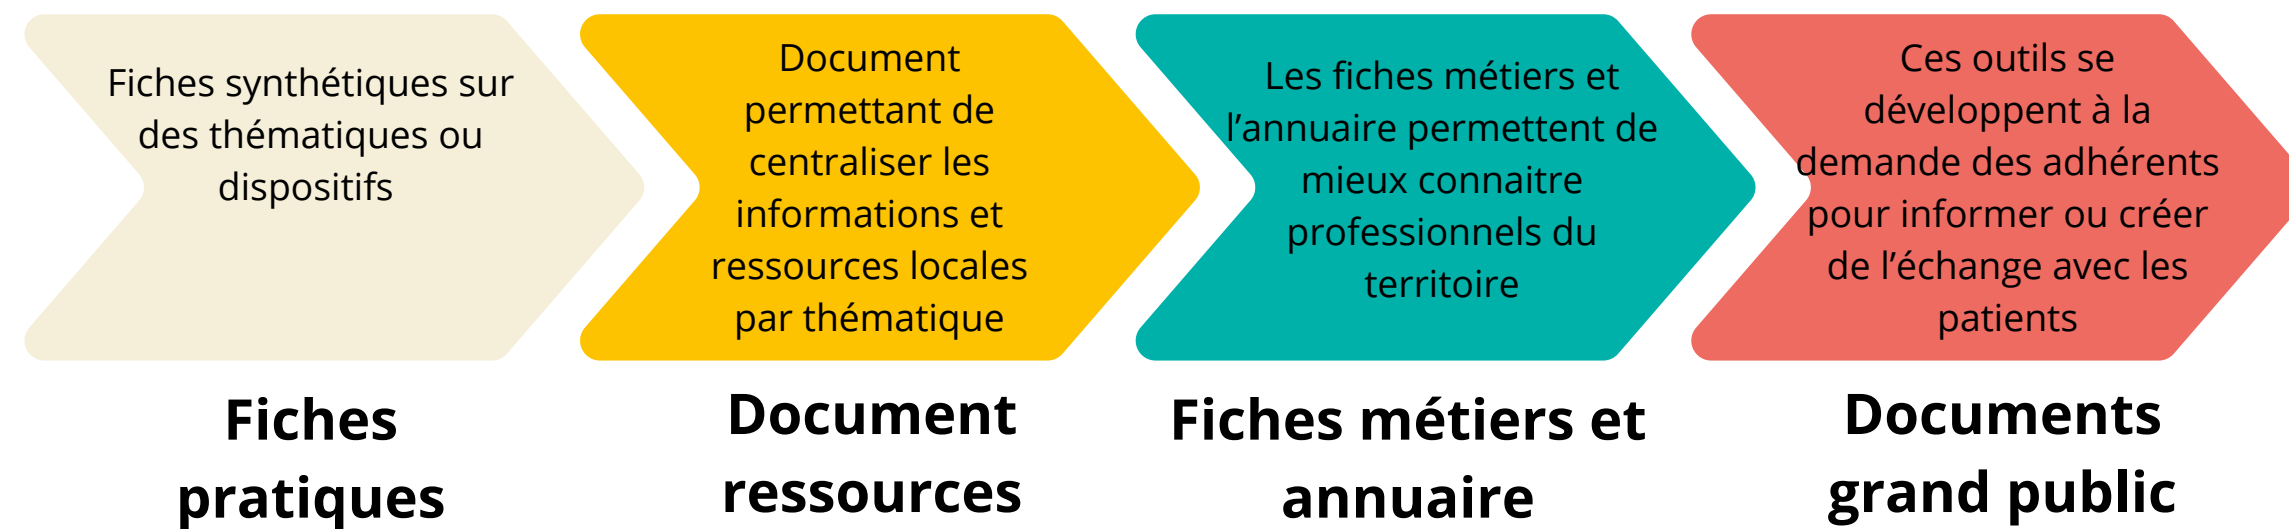 Fiches synthétiques sur
des thématiques ou
dispositifs
Document
permettant de
centraliser les
informations et
ressources locales
par thématique
Les fiches métiers et
l’annuaire permettent de
mieux connaitre
professionnels du
territoire
Ces outils se
développent à la
demande des adhérents
pour informer ou créer
de l’échange avec les
patients
Fiches
pratiques
Document
ressources
Fiches métiers et
annuaire
Documents
grand public